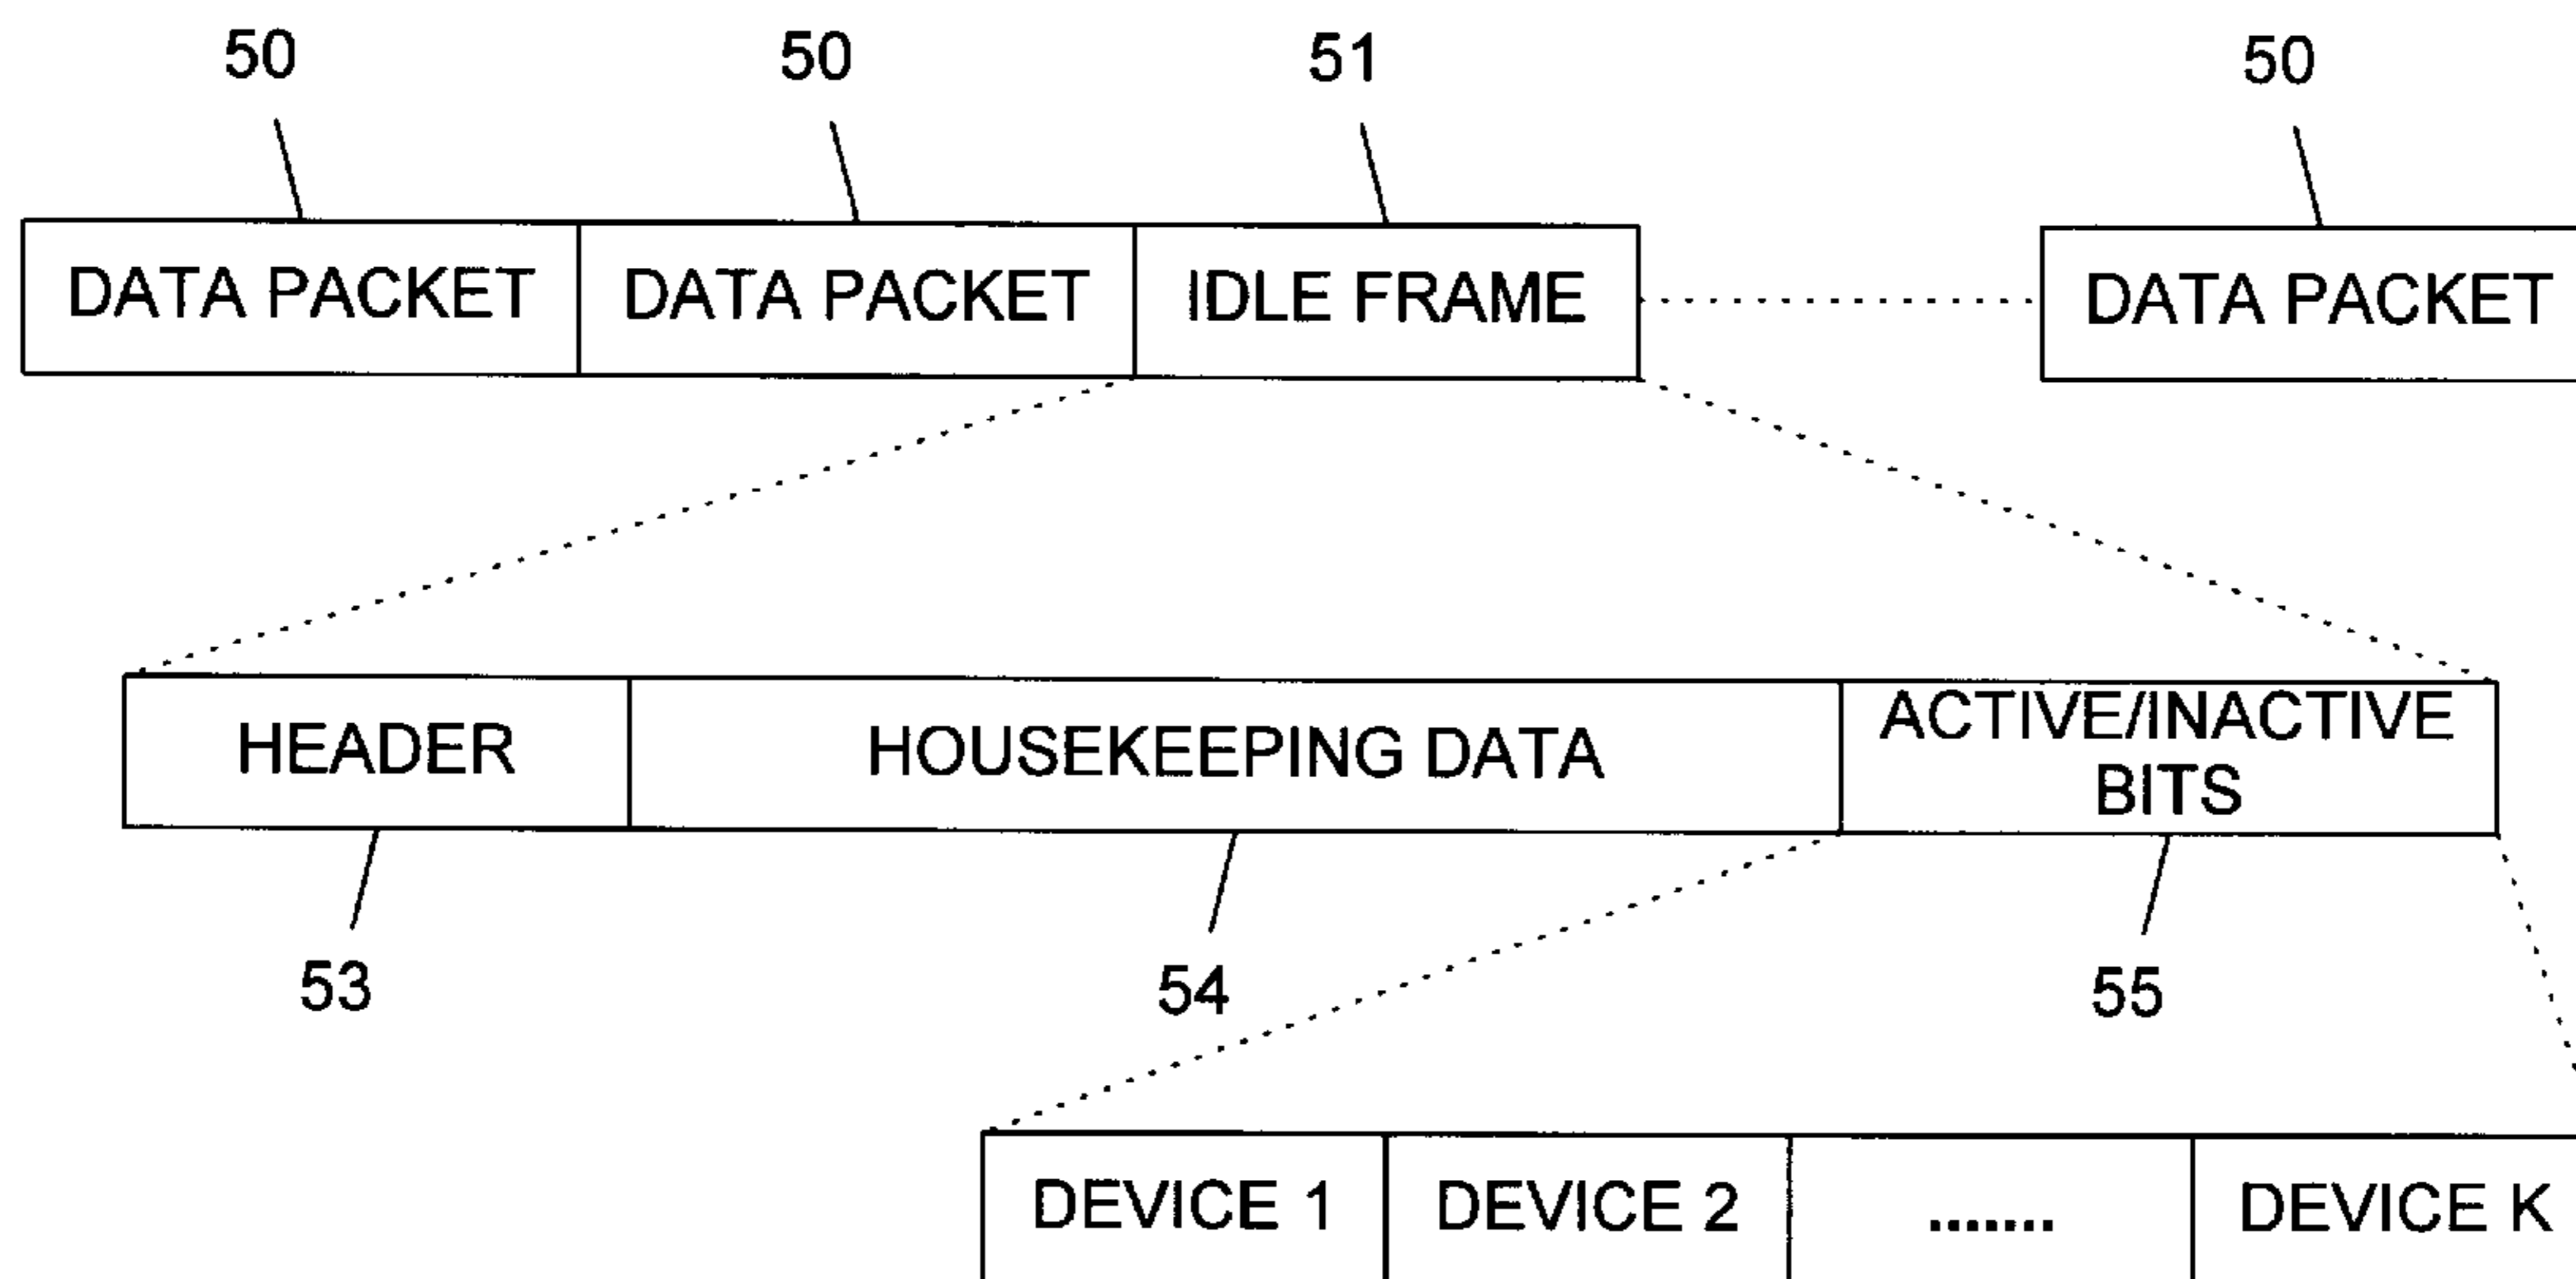 50 50 51 50
DATA PACKET DATA PACKET IDLE FRAME DATA PACKET
HEADER HOUSEKEEPING DATA ACTIVE/INACTIVE
BITS
53 54 55
DEVICE 1 DEVICE 2 ....... DEVICE K